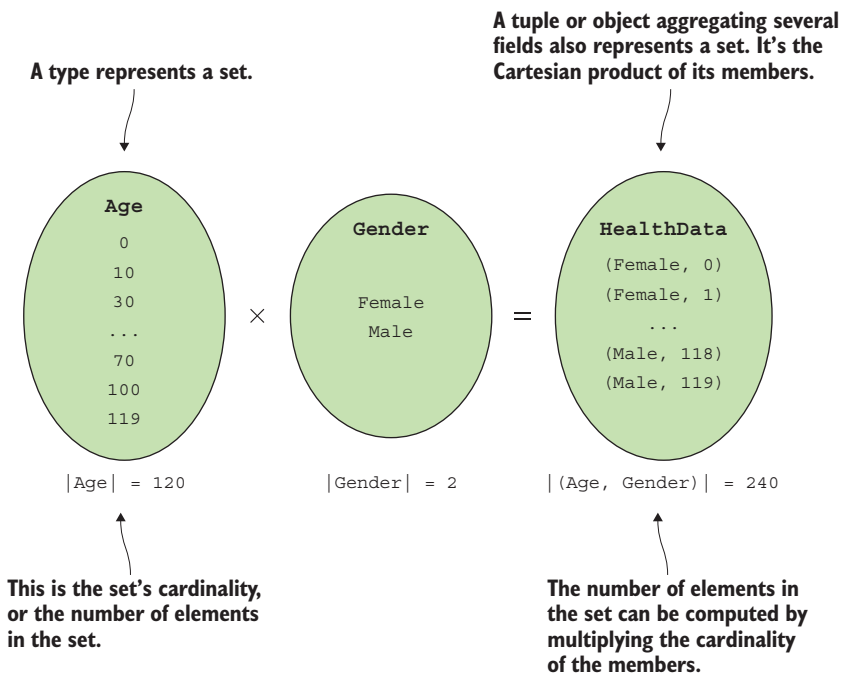 A tuple or object aggregating several
fields also represents a set. It's the
Cartesian product of its members.
A type represents a set.
Age
0
10
30
...
70
100
119
×
Gender
Female
Male
=
HealthData
(Female, 0)
(Female, 1)
...
(Male, 118)
(Male, 119)
|Age| = 120
|Gender| = 2
|(Age, Gender)| = 240
This is the set's cardinality,
or the number of elements
in the set.
The number of elements in
the set can be computed by
multiplying the cardinality
of the members.